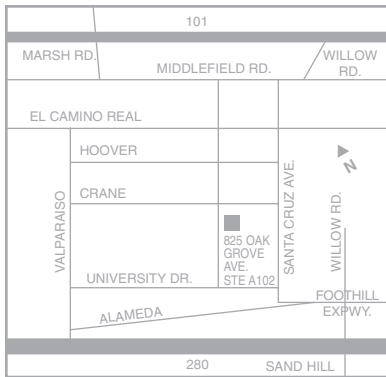 101
MARSH RD.
MIDDLEFIELD RD.
WILLOW
RD.
EL CAMINO REAL
HOOVER
CRANE
VALPARAISO
825 OAK
GROVE
AVE.
STE A102
SANTA CRUZ AVE.
N
WILLOW RD.
UNIVERSITY DR.
ALAMEDA
FOOTHILL
EXPWY.
280
SAND HILL